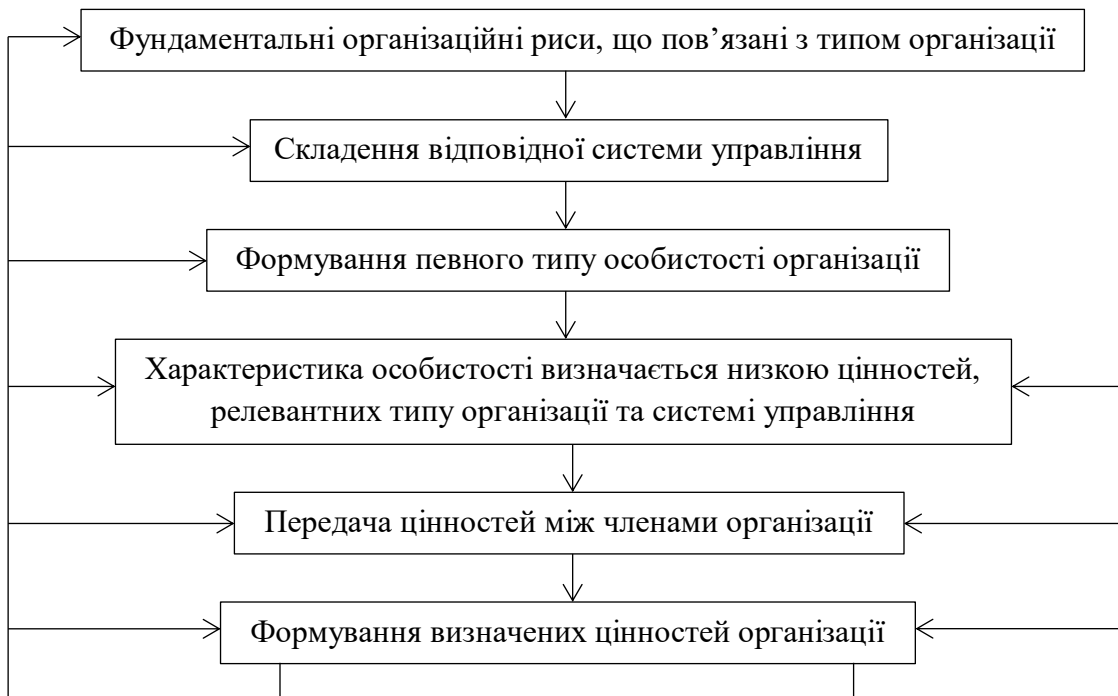 Фундаментальні організаційні риси, що пов’язані з типом організації
Складення відповідної системи управління
Формування певного типу особистості організації
Характеристика особистості визначається низкою цінностей,
релевантних типу організації та системі управління
Передача цінностей між членами організації
Формування визначених цінностей організації